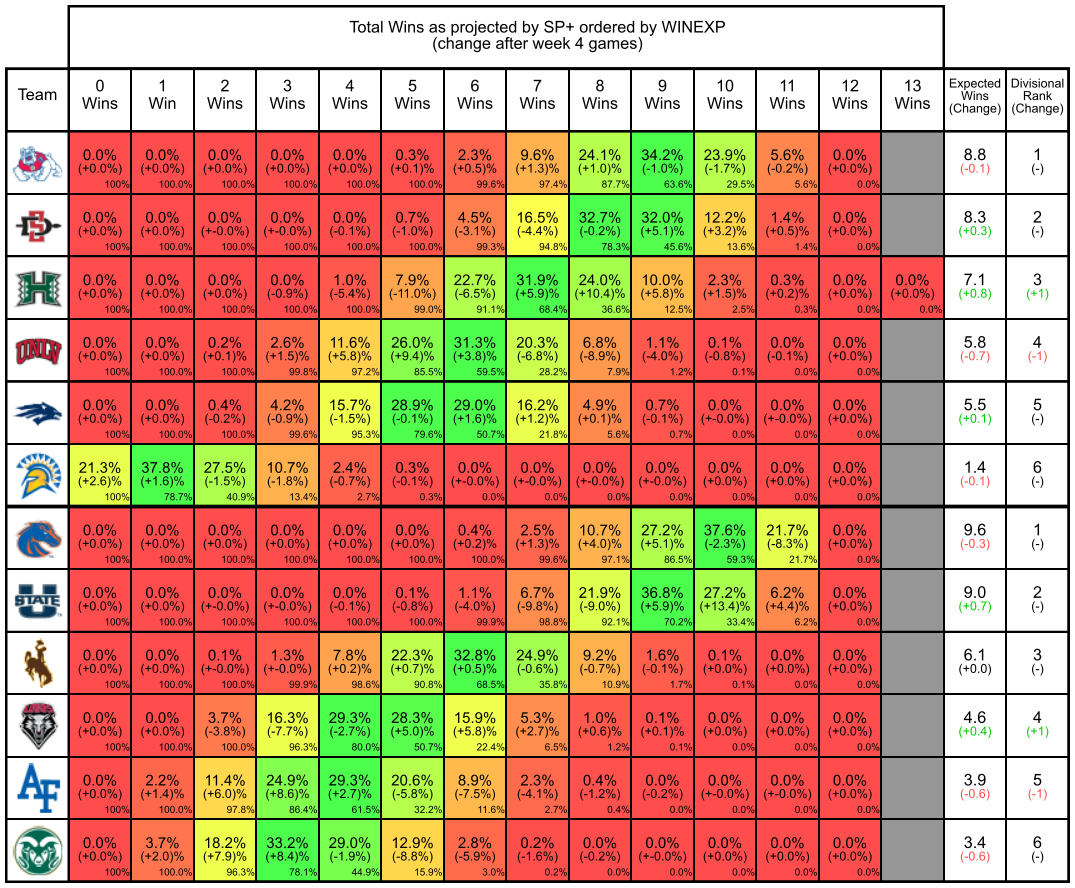 Total Wins as projected by SP+ ordered by WINEXP
(change after week 4 games)
Team 0 Wins 1 Win 2 Wins 3 Wins 4 Wins 5 Wins 6 Wins 7 Wins 8 Wins 9 Wins 10 Wins 11 Wins 12 Wins 13 Wins Expected Wins (Change) Divisional Rank (Change)
0.0% 0.0% 0.0% 0.0% 0.0% 0.3% 2.3% 9.6% 24.1% 34.2% 23.9% 5.6% 0.0% 8.8 1
(+0.0)% (+0.0)% (+0.0)% (+0.0)% (+0.0)% (+0.1)% (+0.5)% (+1.3)% (+1.0)% (-1.0)% (-1.7)% (-0.2)% (+0.0)% (-0.1) (-)
100% 100.0% 100.0% 100.0% 100.0% 100.0% 99.6% 97.4% 87.7% 63.6% 29.5% 5.6% 0.0%
SD
0.0% 0.0% 0.0% 0.0% 0.0% 0.7% 4.5% 16.5% 32.7% 32.0% 12.2% 1.4% 0.0% 8.3 2
(+0.0)% (+0.0)% (+-0.0)% (+-0.0)% (-0.1)% (-1.0)% (-3.1)% (-4.4)% (-0.2)% (+5.1)% (+3.2)% (+0.5)% (+0.0)% (+0.3) (-)
100% 100.0% 100.0% 100.0% 100.0% 100.0% 99.3% 94.8% 78.3% 45.6% 13.6% 1.4% 0.0%
H
0.0% 0.0% 0.0% 0.0% 1.0% 7.9% 22.7% 31.9% 24.0% 10.0% 2.3% 0.3% 0.0% 0.0% 7.1 3
(+0.0)% (+0.0)% (+0.0)% (-0.9)% (-5.4)% (-11.0)% (-6.5)% (+5.9)% (+10.4)% (+5.8)% (+1.5)% (+0.2)% (+0.0)% (+0.0)% (+0.8) (+1)
100% 100.0% 100.0% 100.0% 100.0% 99.0% 91.1% 68.4% 36.6% 12.5% 2.5% 0.3% 0.0% 0.0%
UNLV
0.0% 0.0% 0.2% 2.6% 11.6% 26.0% 31.3% 20.3% 6.8% 1.1% 0.1% 0.0% 0.0% 5.8 4
(+0.0)% (+0.0)% (+0.1)% (+1.5)% (+5.8)% (+9.4)% (+3.8)% (-6.8)% (-8.9)% (-4.0)% (-0.8)% (-0.1)% (+0.0)% (-0.7) (-1)
100% 100.0% 100.0% 99.8% 97.2% 85.5% 59.5% 28.2% 7.9% 1.2% 0.1% 0.0% 0.0%
0.0% 0.0% 0.4% 4.2% 15.7% 28.9% 29.0% 16.2% 4.9% 0.7% 0.0% 0.0% 0.0% 5.5 5
(+0.0)% (+0.0)% (-0.2)% (-0.9)% (-1.5)% (-0.1)% (+1.6)% (+1.2)% (+0.1)% (-0.1)% (+-0.0)% (+-0.0)% (+0.0)% (+0.1) (-)
100% 100.0% 100.0% 99.6% 95.3% 79.6% 50.7% 21.8% 5.6% 0.7% 0.0% 0.0% 0.0%
21.3% 37.8% 27.5% 10.7% 2.4% 0.3% 0.0% 0.0% 0.0% 0.0% 0.0% 0.0% 0.0% 1.4 6
(+2.6)% (+1.6)% (-1.5)% (-1.8)% (-0.7)% (-0.1)% (+-0.0)% (+-0.0)% (+-0.0)% (+-0.0)% (+0.0)% (+0.0)% (+0.0)% (-0.1) (-)
100% 78.7% 40.9% 13.4% 2.7% 0.3% 0.0% 0.0% 0.0% 0.0% 0.0% 0.0% 0.0%
0.0% 0.0% 0.0% 0.0% 0.0% 0.0% 0.4% 2.5% 10.7% 27.2% 37.6% 21.7% 0.0% 9.6 1
(+0.0)% (+0.0)% (+0.0)% (+0.0)% (+0.0)% (+0.0)% (+0.2)% (+1.3)% (+4.0)% (+5.1)% (-2.3)% (-8.3)% (+0.0)% (-0.3) (-)
100% 100.0% 100.0% 100.0% 100.0% 100.0% 100.0% 99.6% 97.1% 86.5% 59.3% 21.7% 0.0%
U STATE
0.0% 0.0% 0.0% 0.0% 0.0% 0.1% 1.1% 6.7% 21.9% 36.8% 27.2% 6.2% 0.0% 9.0 2
(+0.0)% (+0.0)% (+-0.0)% (+-0.0)% (-0.1)% (-0.8)% (-4.0)% (-9.8)% (-9.0)% (+5.9)% (+13.4)% (+4.4)% (+0.0)% (+0.7) (-)
100% 100.0% 100.0% 100.0% 100.0% 100.0% 99.9% 98.8% 92.1% 70.2% 33.4% 6.2% 0.0%
0.0% 0.0% 0.1% 1.3% 7.8% 22.3% 32.8% 24.9% 9.2% 1.6% 0.1% 0.0% 0.0% 6.1 3
(+0.0)% (+0.0)% (+-0.0)% (+-0.0)% (+0.2)% (+0.7)% (+0.5)% (-0.6)% (-0.7)% (-0.1)% (+0.0)% (+0.0)% (+0.0)% (+0.0) (-)
100% 100.0% 100.0% 99.9% 98.6% 90.8% 68.5% 35.8% 10.9% 1.7% 0.1% 0.0% 0.0%
0.0% 0.0% 3.7% 16.3% 29.3% 28.3% 15.9% 5.3% 1.0% 0.1% 0.0% 0.0% 0.0% 4.6 4
(+0.0)% (+0.0)% (-3.8)% (-7.7)% (-2.7)% (+5.0)% (+5.8)% (+2.7)% (+0.6)% (+0.1)% (+0.0)% (+0.0)% (+0.0)% (+0.4) (+1)
100% 100.0% 100.0% 96.3% 80.0% 50.7% 22.4% 6.5% 1.2% 0.1% 0.0% 0.0% 0.0%
AF
0.0% 2.2% 11.4% 24.9% 29.3% 20.6% 8.9% 2.3% 0.4% 0.0% 0.0% 0.0% 0.0% 3.9 5
(+0.0)% (+1.4)% (+6.0)% (+8.6)% (+2.7)% (-5.8)% (-7.5)% (-4.1)% (-1.2)% (-0.2)% (+-0.0)% (+-0.0)% (+0.0)% (-0.6) (-1)
100% 100.0% 97.8% 86.4% 61.5% 32.2% 11.6% 2.7% 0.4% 0.0% 0.0% 0.0% 0.0%
0.0% 3.7% 18.2% 33.2% 29.0% 12.9% 2.8% 0.2% 0.0% 0.0% 0.0% 0.0% 0.0% 3.4 6
(+0.0)% (+2.0)% (+7.9)% (+8.4)% (-1.9)% (-8.8)% (-5.9)% (-1.6)% (-0.2)% (+-0.0)% (+0.0)% (+0.0)% (+0.0)% (-0.6) (-)
100% 100.0% 96.3% 78.1% 44.9% 15.9% 3.0% 0.2% 0.0% 0.0% 0.0% 0.0% 0.0%